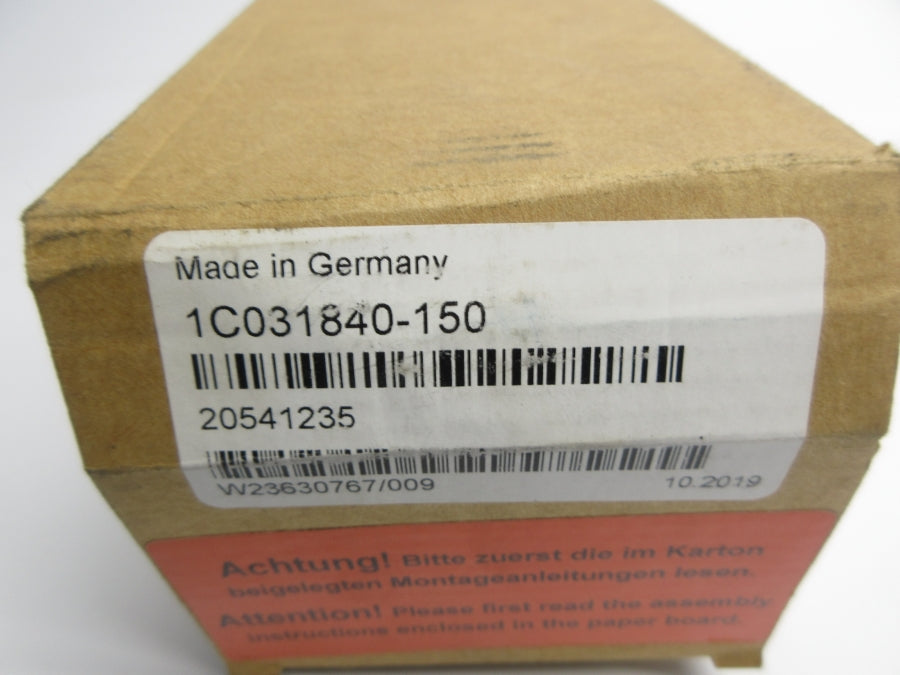 Made in Germany
1C031840-150
20541235
W23630767/009 10.2019
Achtung! Bitte zuerst die im Karton
beigelegten Montageanleitungen lesen.
Attention! Please first read the assembly
instructions enclosed in the paper board.